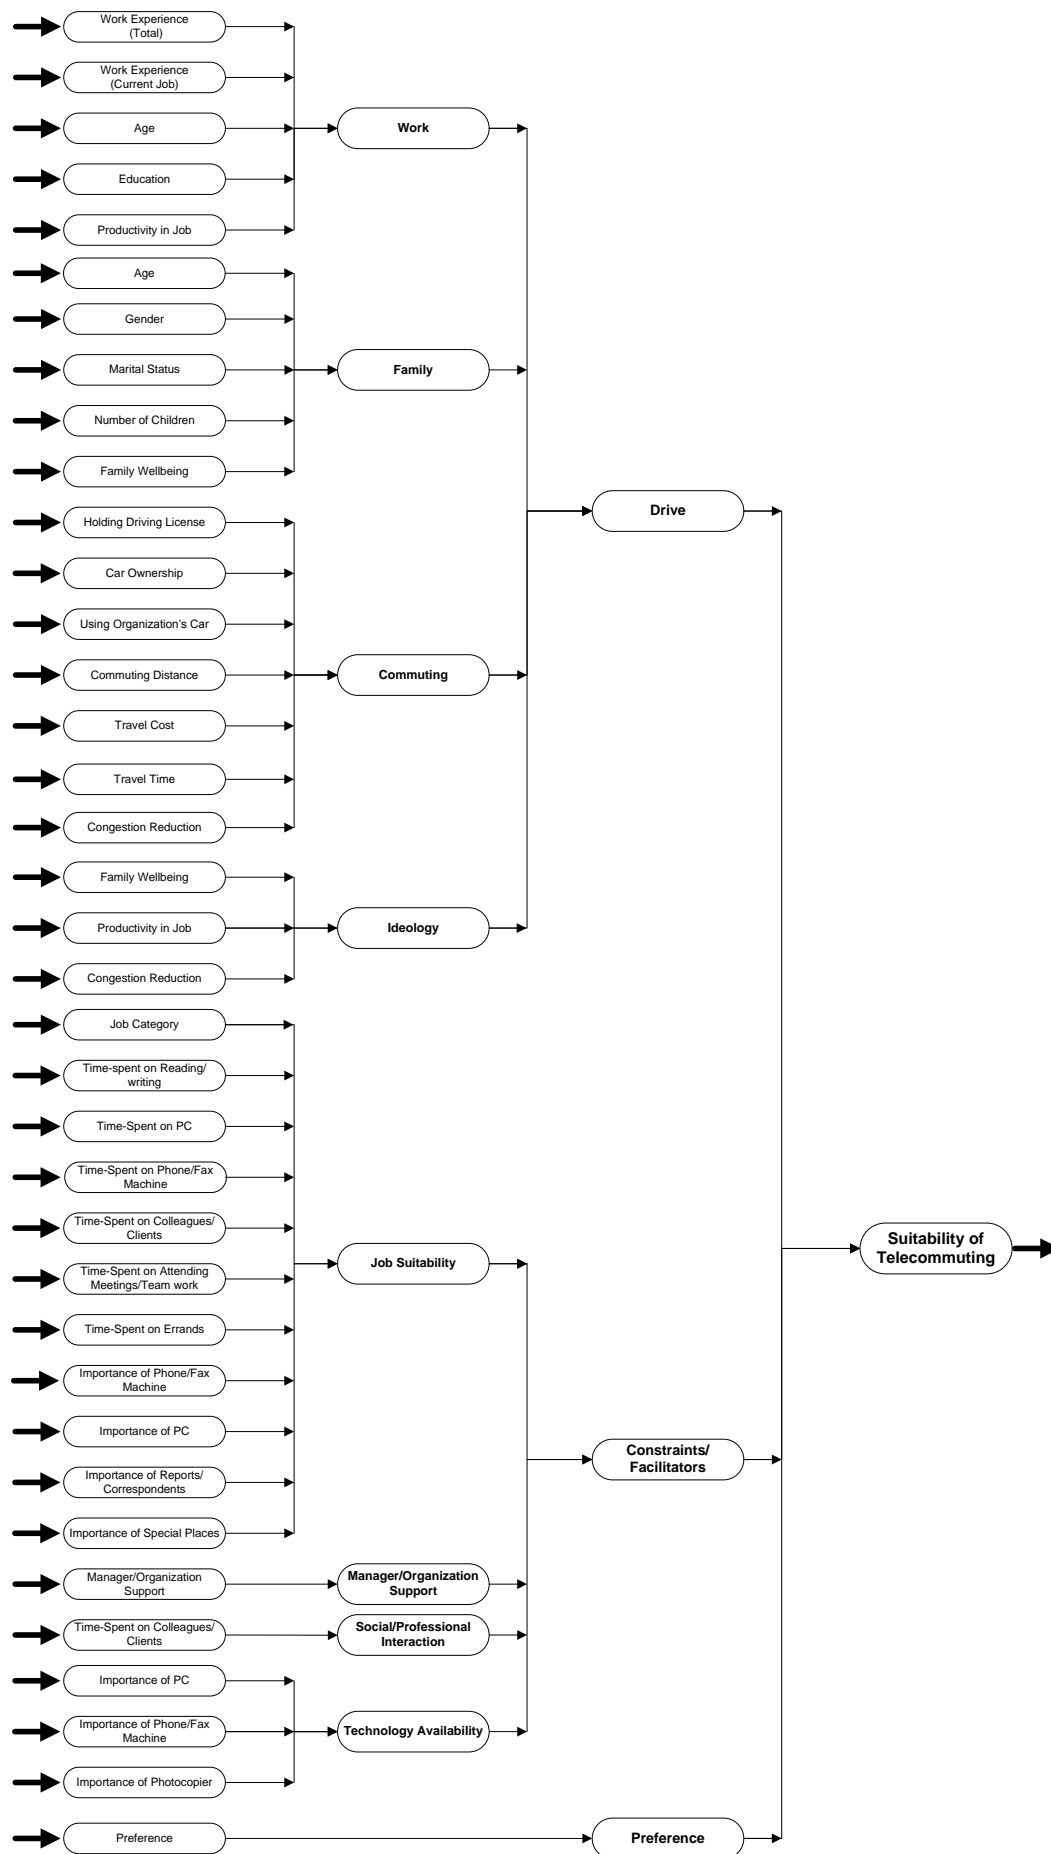 Work Experience
(Total)
Work Experience
(Current Job)
Age
Education
Productivity in Job
Work
Age
Gender
Marital Status
Number of Children
Family Wellbeing
Family
Holding Driving License
Car Ownership
Using Organization's Car
Commuting Distance
Travel Cost
Travel Time
Congestion Reduction
Commuting
Family Wellbeing
Productivity in Job
Congestion Reduction
Ideology
Drive
Job Category
Time-spent on Reading/
writing
Time-Spent on PC
Time-Spent on Phone/Fax
Machine
Time-Spent on Colleagues/
Clients
Time-Spent on Attending
Meetings/Team work
Time-Spent on Errands
Importance of Phone/Fax
Machine
Importance of PC
Importance of Reports/
Correspondents
Importance of Special Places
Job Suitability
Manager/Organization
Support
Manager/Organization
Support
Time-Spent on Colleagues/
Clients
Social/Professional
Interaction
Importance of PC
Importance of Phone/Fax
Machine
Importance of Photocopier
Technology Availability
Constraints/
Facilitators
Preference
Preference
Suitability of
Telecommuting